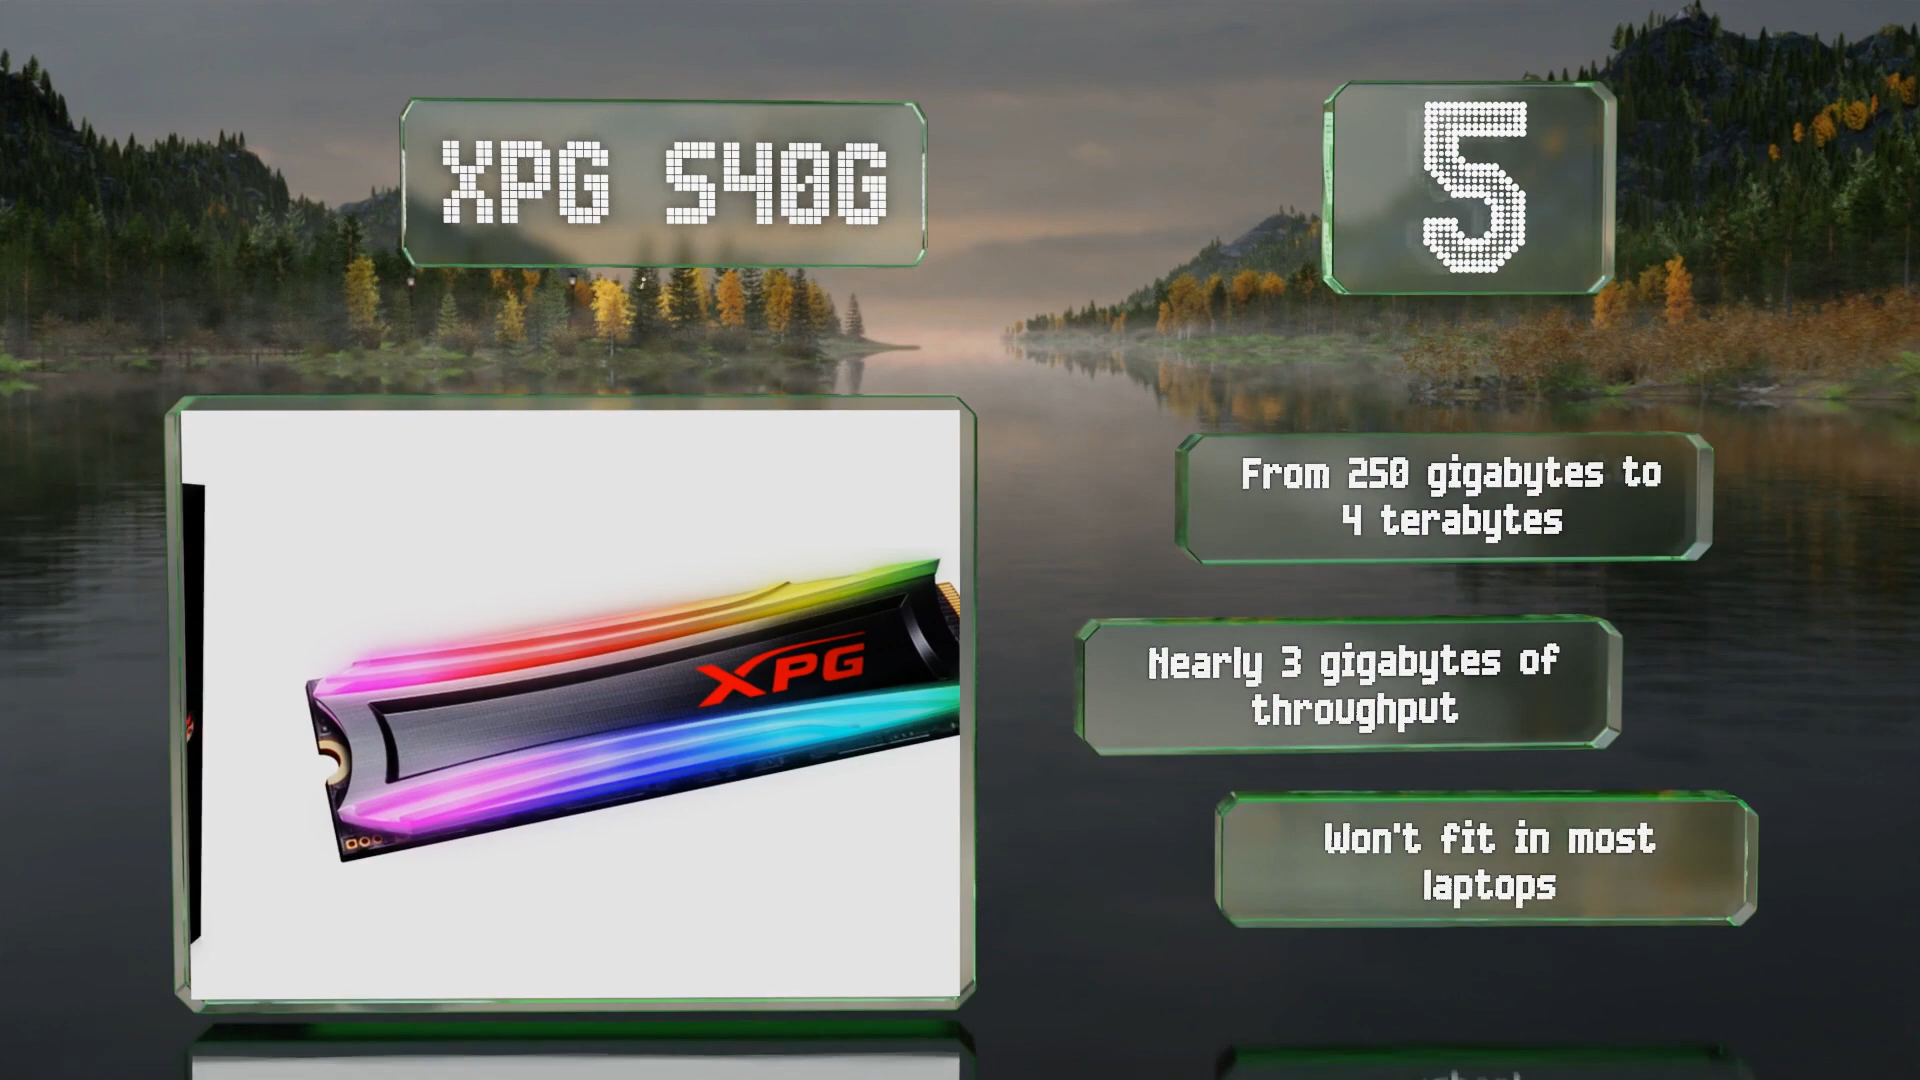 XPG S40G
5
From 250 gigabytes to
4 terabytes
XPG
Nearly 3 gigabytes of
throughput
Won't fit in most
laptops